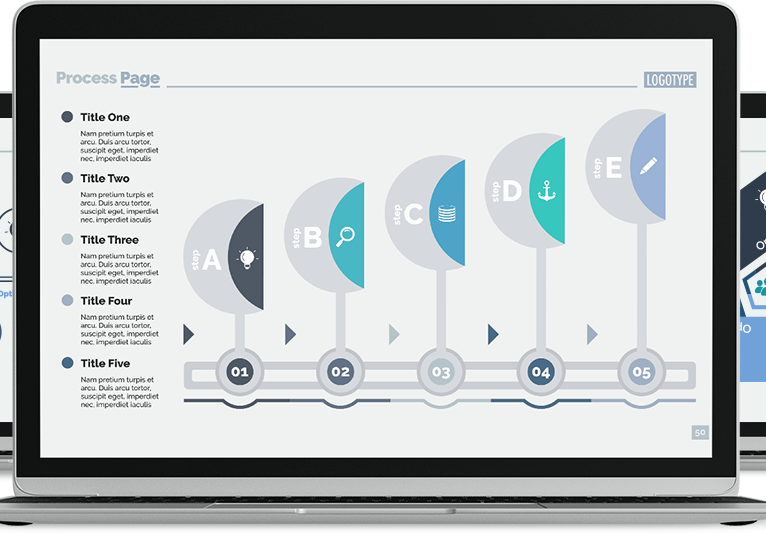 Process Page
LOGOTYPE
Title One
Nam pretium turpis et
arcu. Duis arcu tortor,
suscipit eget, imperdiet
nec, imperdiet iaculis
Title Two
Nam pretium turpis et
arcu. Duis arcu tortor,
suscipit eget, imperdiet
nec, imperdiet iaculis
Title Three
Nam pretium turpis et
arcu. Duis arcu tortor,
suscipit eget, imperdiet
nec, imperdiet iaculis
Title Four
Nam pretium turpis et
arcu. Duis arcu tortor,
suscipit eget, imperdiet
nec, imperdiet iaculis
Title Five
Nam pretium turpis et
arcu. Duis arcu tortor,
suscipit eget, imperdiet
nec, imperdiet iaculis
step A
step B
step C
step D
step E
01
02
03
04
05
50